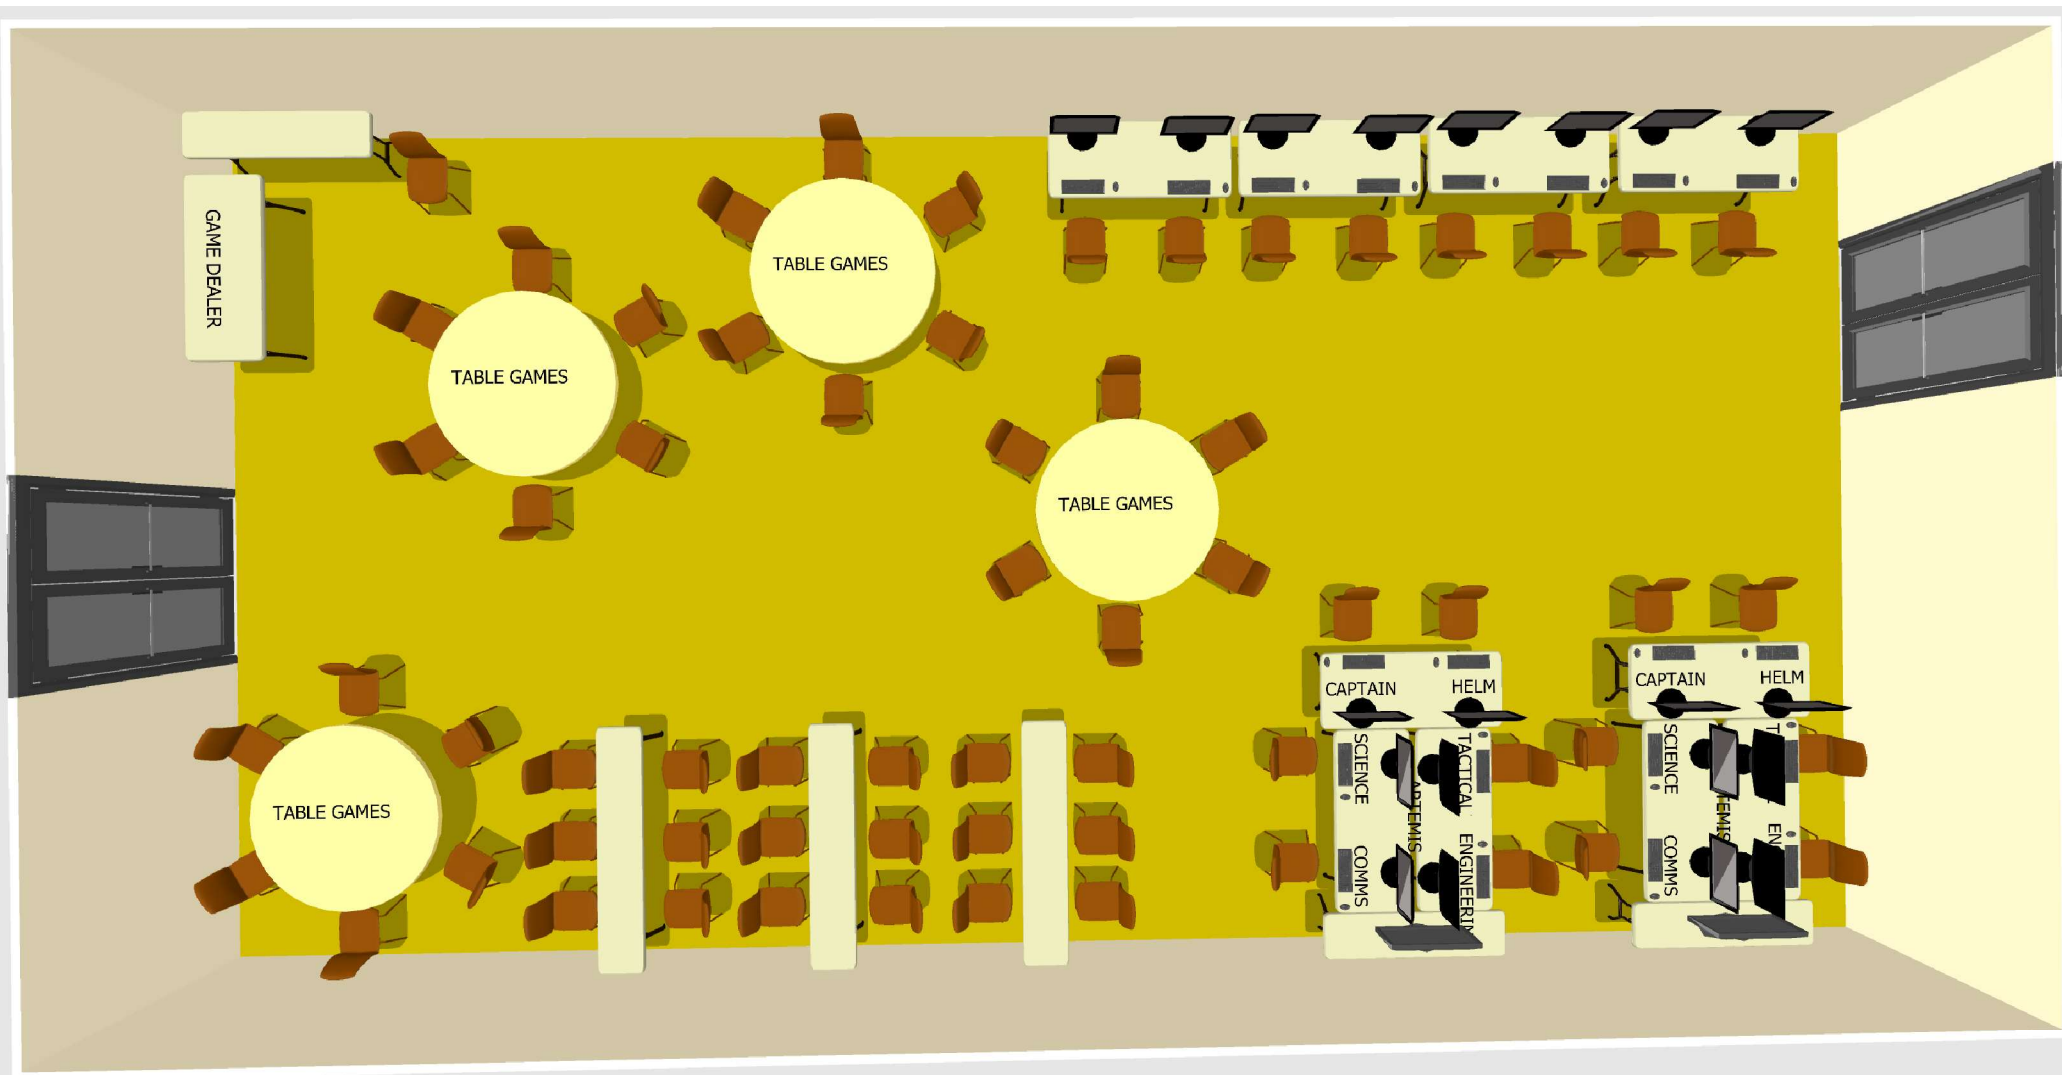 GAME DEALER
TABLE GAMES
TABLE GAMES
TABLE GAMES
TABLE GAMES
CAPTAIN
HELM
SCIENCE
TACTICAL
COMMS
CAPTAIN
HELM
SCIENCE
COMMS